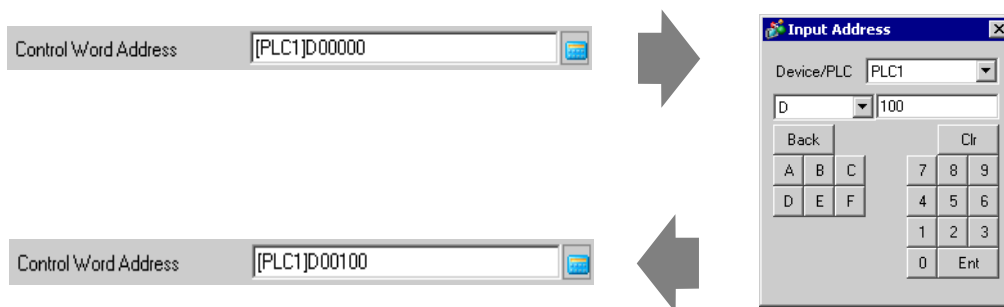 Control Word Address [PLC1]D00000
Input Address
Device/PLC PLC1
D 100
Back Clr
A B C 7 8 9
D E F 4 5 6
1 2 3
0 Ent
Control Word Address [PLC1]D00100